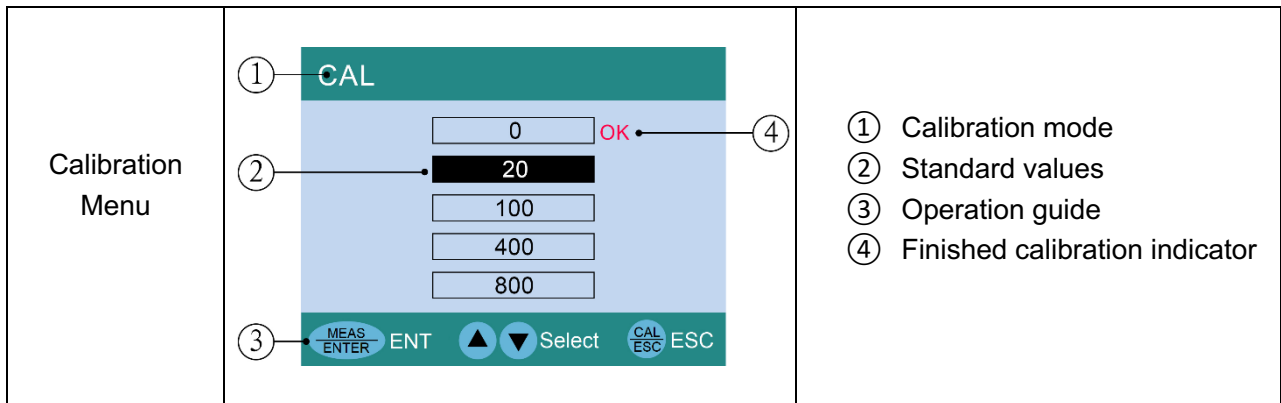 Calibration
Menu
① CAL
0 OK ④
② 20
100
400
800
③ MEAS
ENTER ENT ▲ ▼ Select CAL
ESC ESC
① Calibration mode
② Standard values
③ Operation guide
④ Finished calibration indicator